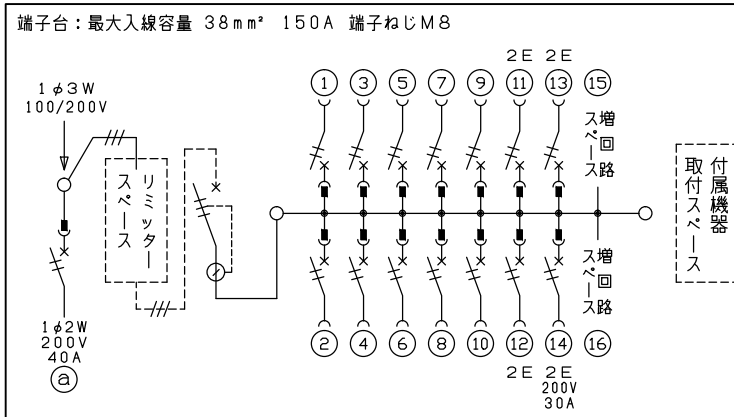 端子台：最大入線容量 38mm² 150A 端子ねじM8
2E 2E
① ③ ⑤ ⑦ ⑨ ⑪ ⑬ ⑮
1φ3W
100/200V
リミッター
スペース
増回路
スペース
付属機器
取付スペース
増回路
スペース
1φ2W
200V
40A
ⓐ
② ④ ⑥ ⑧ ⑩ ⑫ ⑭ ⑯
2E 2E
200V
30A